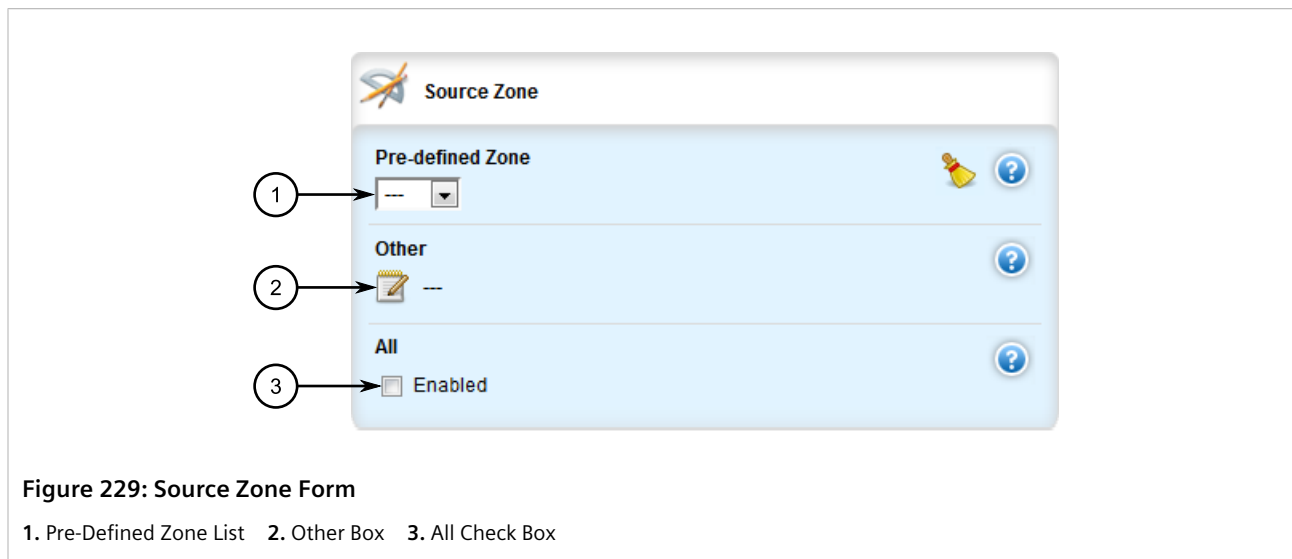 Source Zone
Pre-defined Zone
1
---
Other
2
---
All
3
Enabled
Figure 229: Source Zone Form
1. Pre-Defined Zone List 2. Other Box 3. All Check Box